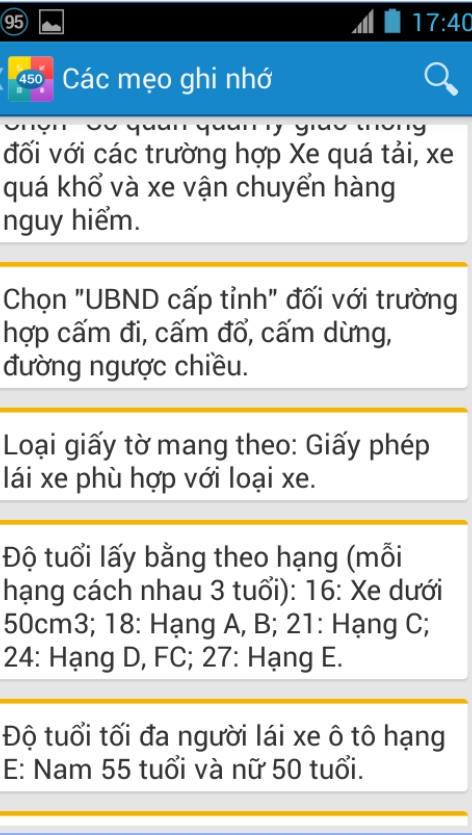 95
17:40
450
Các mẹo ghi nhớ
đối với các trường hợp Xe quá tải, xe
quá khổ và xe vận chuyển hàng
nguy hiểm.
Chọn "UBND cấp tỉnh" đối với trường
hợp cấm đi, cấm đổ, cấm dừng,
đường ngược chiều.
Loại giấy tờ mang theo: Giấy phép
lái xe phù hợp với loại xe.
Độ tuổi lấy bằng theo hạng (mỗi
hạng cách nhau 3 tuổi): 16: Xe dưới
50cm3; 18: Hạng A, B; 21: Hạng C;
24: Hạng D, FC; 27: Hạng E.
Độ tuổi tối đa người lái xe ô tô hạng
E: Nam 55 tuổi và nữ 50 tuổi.